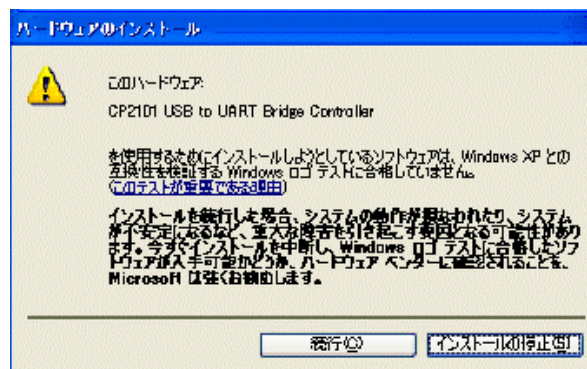 ハードウェアのインストール
このハードウェア:
CP2101 USB to UART Bridge Controller
を使用するためにインストールしようとしているソフトウェアは、Windows XP との
互換性を検証する Windows ロゴ テストに合格していません。
(このテストが重要である理由)
インストールを続行した場合、システムの動作が損なわれたり、システム
が不安定になるなど、重大な障害を引き起こす要因となる可能性があり
ます。今すぐインストールを中断し、Windows ロゴ テストに合格したソフ
トウェアが入手可能かどうか、ハードウェア ベンダーに確認されることを、
Microsoft は強くお勧めします。
続行(C)
インストールの停止(S)